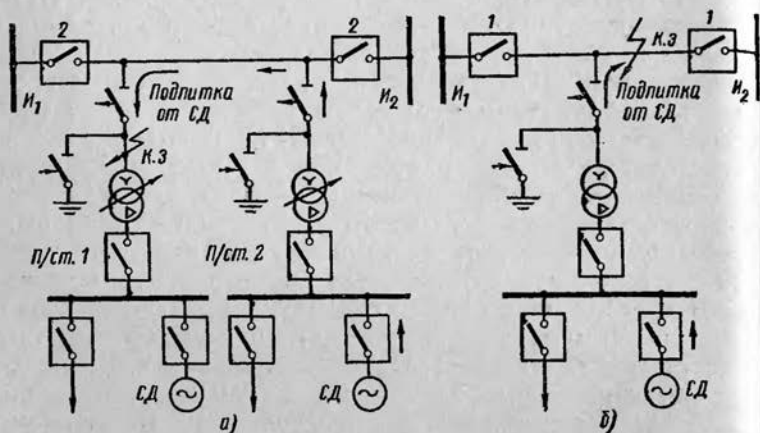 2
2
1
1
К.З
И₁
Подпитка
от СД
И₂
И₁
Подпитка
от СД
И₂
К.З
П/ст. 1
П/ст. 2
СД
СД
СД
а)
б)